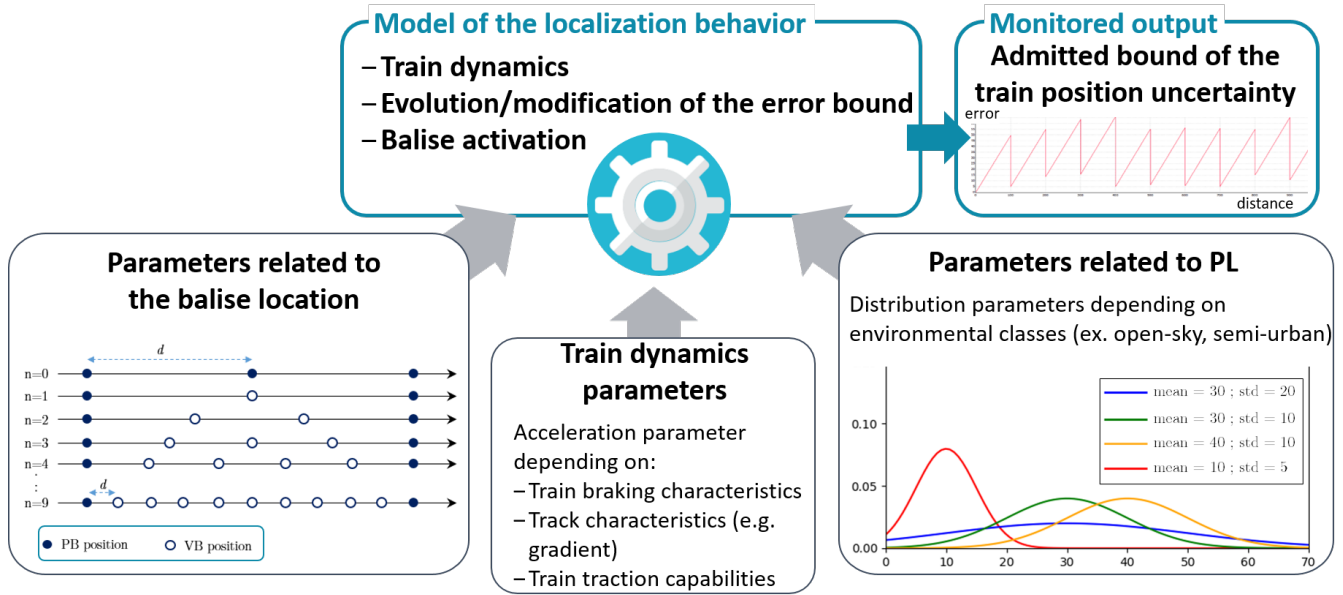 Model of the localization behavior
– Train dynamics
– Evolution/modification of the error bound
– Balise activation
Monitored output
Admitted bound of the
train position uncertainty
error
distance
Parameters related to
the balise location
d
n=0
n=1
n=2
n=3
n=4
.
:
d
n=9
PB position
VB position
Train dynamics
parameters
Acceleration parameter
depending on:
– Train braking characteristics
– Track characteristics (e.g.
gradient)
– Train traction capabilities
Parameters related to PL
Distribution parameters depending on
environmental classes (ex. open-sky, semi-urban)
mean = 30 ; std = 20
mean = 30 ; std = 10
mean = 40 ; std = 10
mean = 10 ; std = 5
0.10
0.05
0.00
0 10 20 30 40 50 60 70